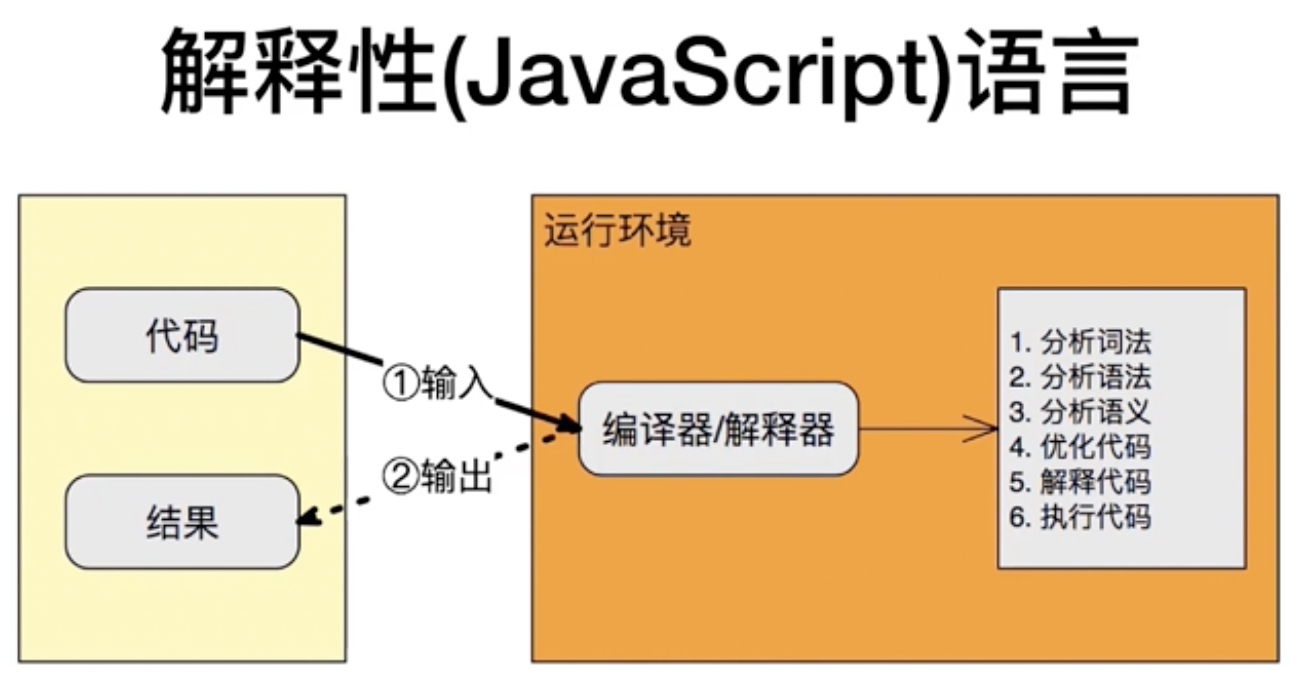 解释性(JavaScript)语言
代码
结果
①输入
②输出
运行环境
编译器/解释器
1. 分析词法
2. 分析语法
3. 分析语义
4. 优化代码
5. 解释代码
6. 执行代码